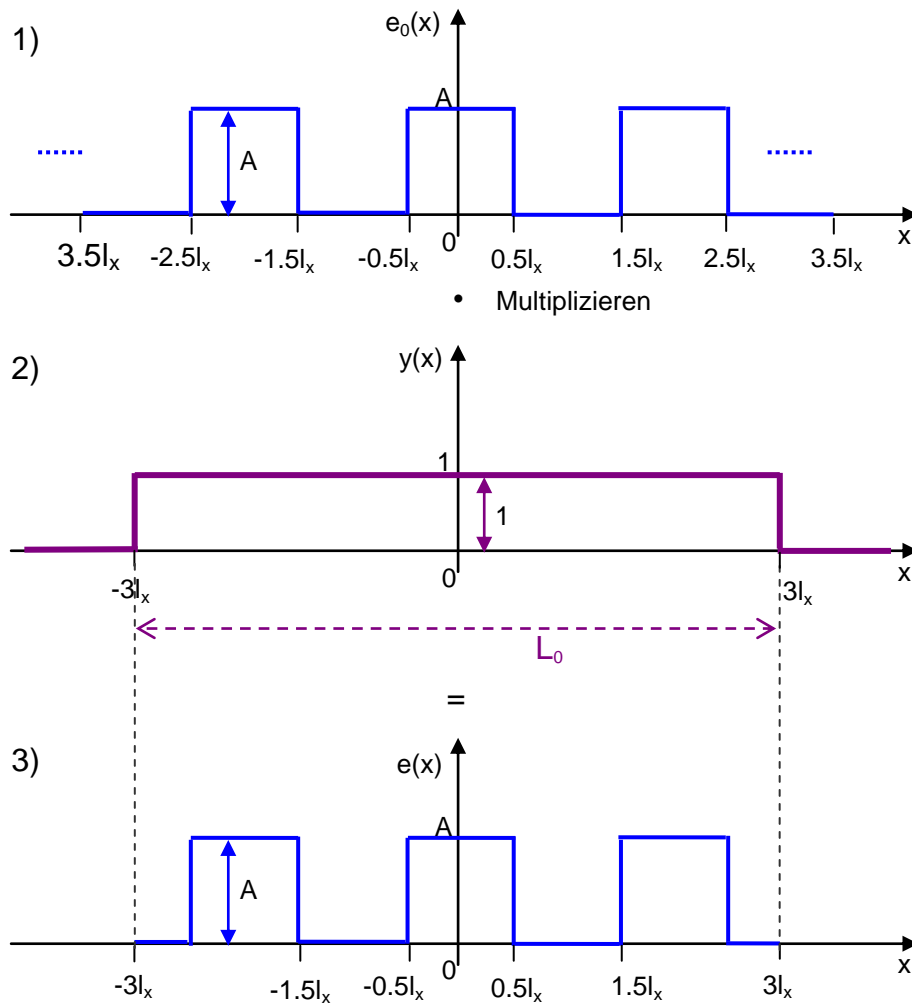 1)
e₀(x)
A
A
0
x
3.5lₓ -2.5lₓ -1.5lₓ -0.5lₓ 0.5lₓ 1.5lₓ 2.5lₓ 3.5lₓ
• Multiplizieren
2)
y(x)
1
1
0
x
-3lₓ 3lₓ
L₀
=
3)
e(x)
A
A
0
x
-3lₓ -1.5lₓ -0.5lₓ 0.5lₓ 1.5lₓ 3lₓ